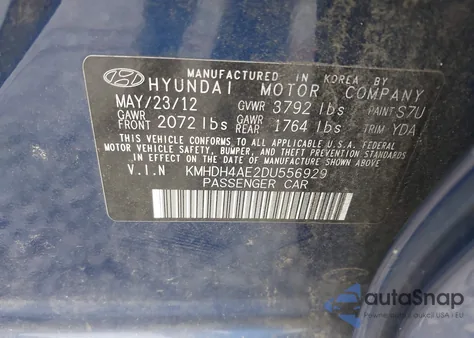 MANUFACTURED IN KOREA BY
HYUNDAI MOTOR COMPANY
MAY/23/12 GVWR 3792 lbs PAINT S7U
GAWR FRONT 2072 lbs GAWR REAR 1764 lbs TRIM YDA
THIS VEHICLE CONFORMS TO ALL APPLICABLE U.S.A. FEDERAL
MOTOR VEHICLE SAFETY, BUMPER, AND THEFT PREVENTION STANDARDS
IN EFFECT ON THE DATE OF MANUFACTURE SHOWN ABOVE.
V.I.N KMHDH4AE2DU556929
PASSENGER CAR
autoSnap